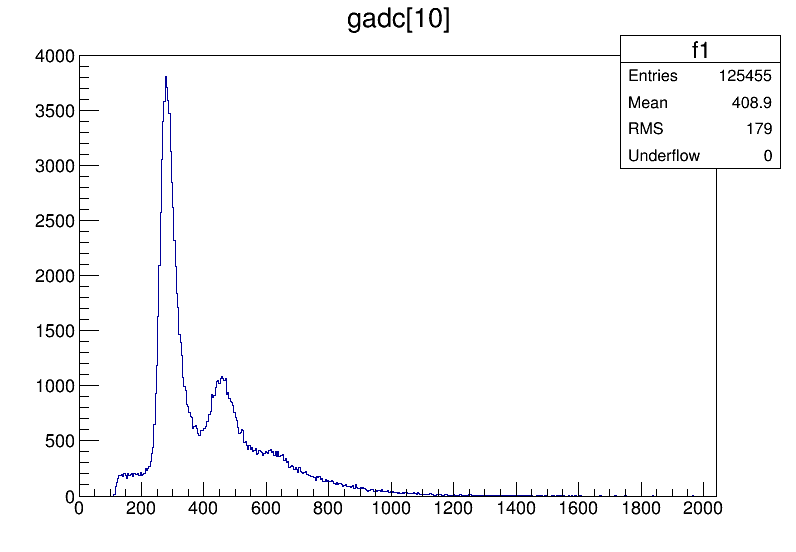 gadc[10]
f1
Entries 125455
Mean 408.9
RMS 179
Underflow 0
4000
3500
3000
2500
2000
1500
1000
500
0
0 200 400 600 800 1000 1200 1400 1600 1800 2000